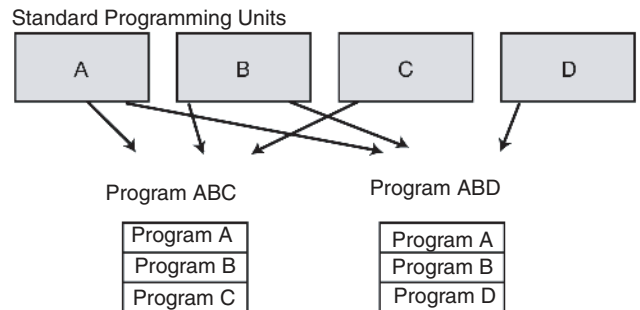 Standard Programming Units
A B C D
Program ABC Program ABD
Program A Program A
Program B Program B
Program C Program D